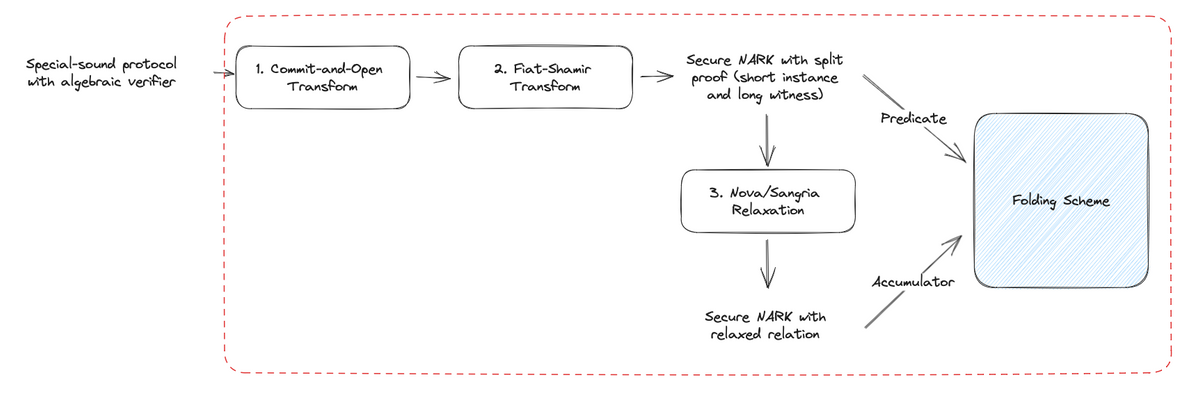 Special-sound protocol
with algebraic verifier
1. Commit-and-Open
Transform
2. Fiat-Shamir
Transform
Secure NARK with split
proof (short instance
and long witness)
Predicate
3. Nova/Sangria
Relaxation
Folding Scheme
Accumulator
Secure NARK with
relaxed relation